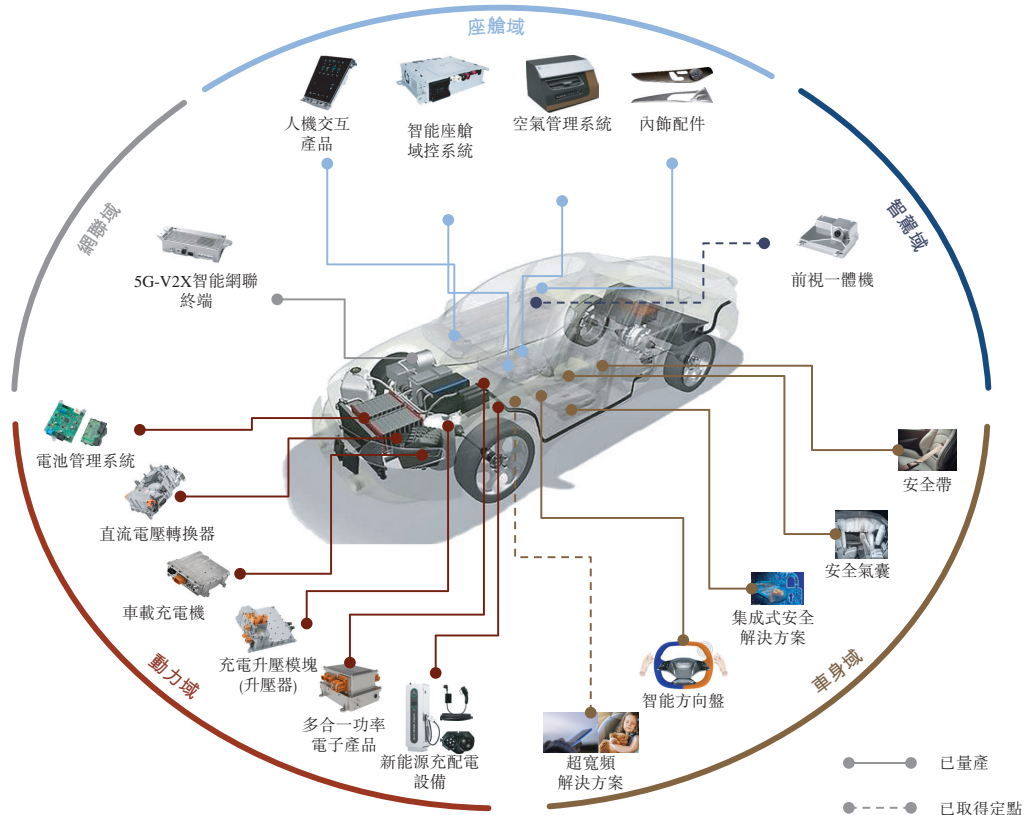 座艙域
人機交互
產品
智能座艙
域控系統
空氣管理系統
內飾配件
網聯域
5G-V2X智能網聯
終端
智駕域
前視一體機
電池管理系統
直流電壓轉換器
車載充電機
充電升壓模塊
(升壓器)
多合一功率
電子產品
新能源充配電
設備
動力域
安全帶
安全氣囊
集成式安全
解決方案
智能方向盤
超寬頻
解決方案
車身域
已量產
已取得定點